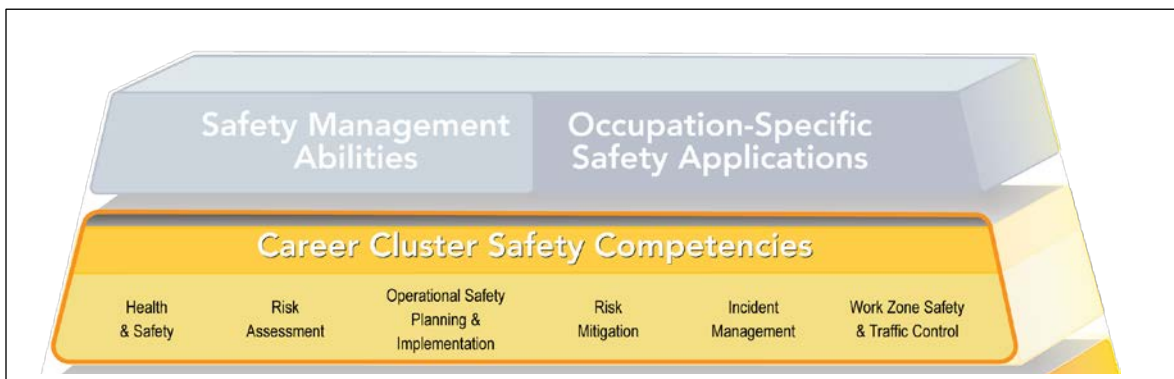 Safety Management
Abilities
Occupation-Specific
Safety Applications
Career Cluster Safety Competencies
Health
& Safety
Risk
Assessment
Operational Safety
Planning &
Implementation
Risk
Mitigation
Incident
Management
Work Zone Safety
& Traffic Control